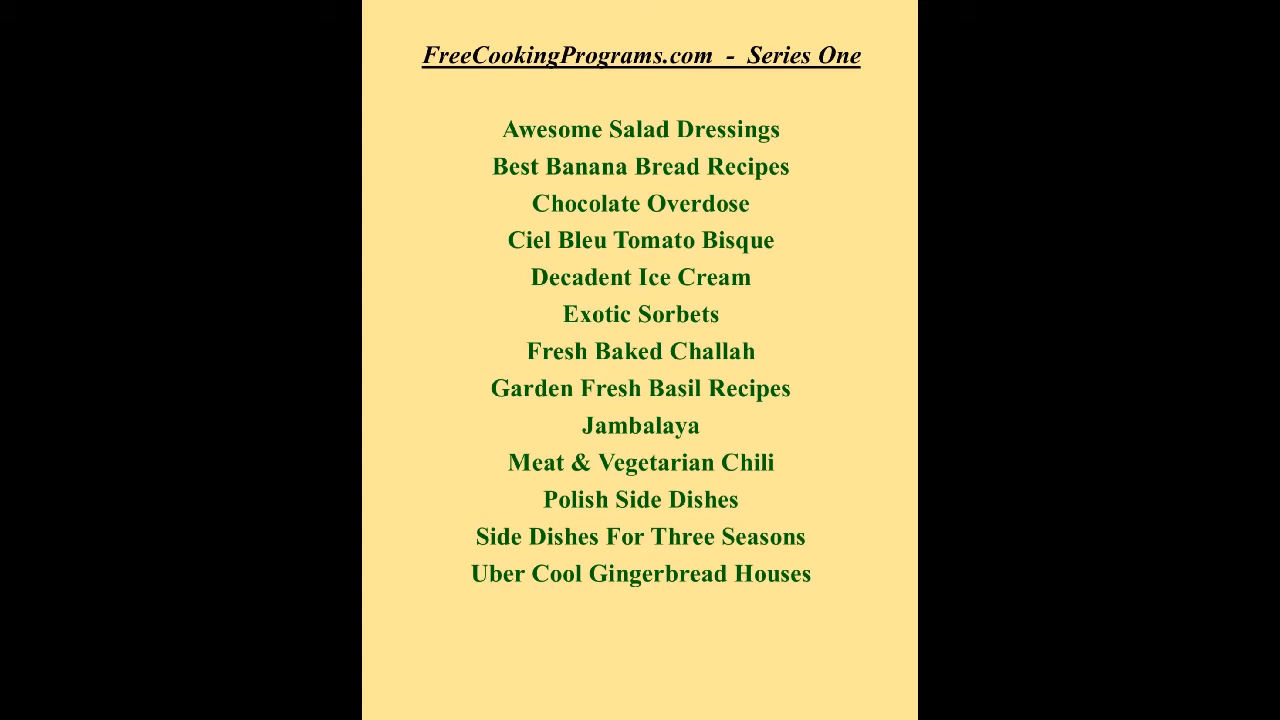 FreeCookingPrograms.com - Series One
Awesome Salad Dressings
Best Banana Bread Recipes
Chocolate Overdose
Ciel Bleu Tomato Bisque
Decadent Ice Cream
Exotic Sorbets
Fresh Baked Challah
Garden Fresh Basil Recipes
Jambalaya
Meat & Vegetarian Chili
Polish Side Dishes
Side Dishes For Three Seasons
Uber Cool Gingerbread Houses